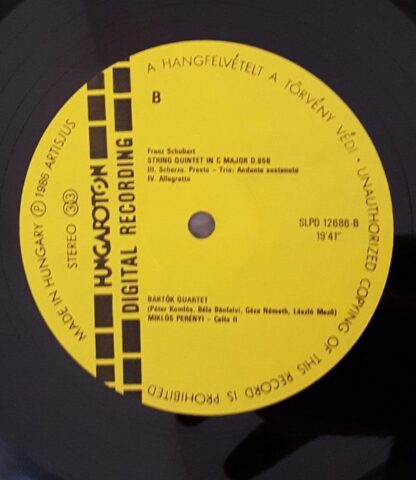 MADE IN HUNGARY Ⓟ 1986 ARTISJUS
A HANGFELVÉTELT A TÖRVÉNY VÉDI · UNAUTHORIZED COPYING OF THIS RECORD IS PROHIBITED
STEREO 33
HUNGAROTON
DIGITAL RECORDING
B
Franz Schubert
STRING QUINTET IN C MAJOR D.956
III. Scherzo. Presto – Trio: Andante sostenuto
IV. Allegretto
SLPD 12686-B
19'41"
BARTÓK QUARTET
(Péter Komlós, Béla Bánfalvi, Géza Németh, László Mező)
MIKLÓS PERÉNYI – Cello II